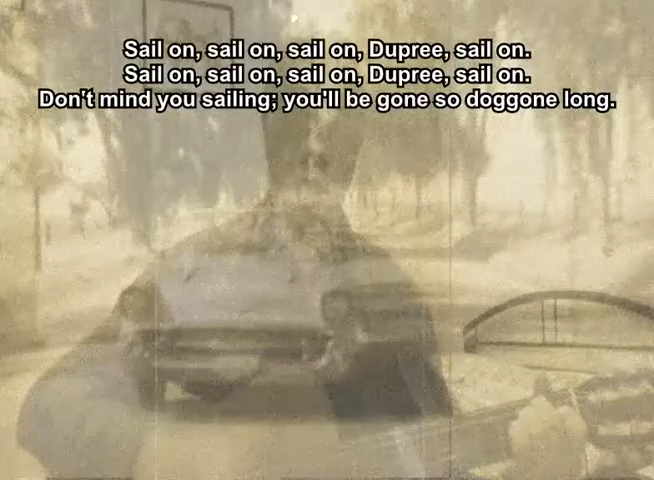 Sail on, sail on, sail on, Dupree, sail on.
Sail on, sail on, sail on, Dupree, sail on.
Don't mind you sailing; you'll be gone so doggone long.